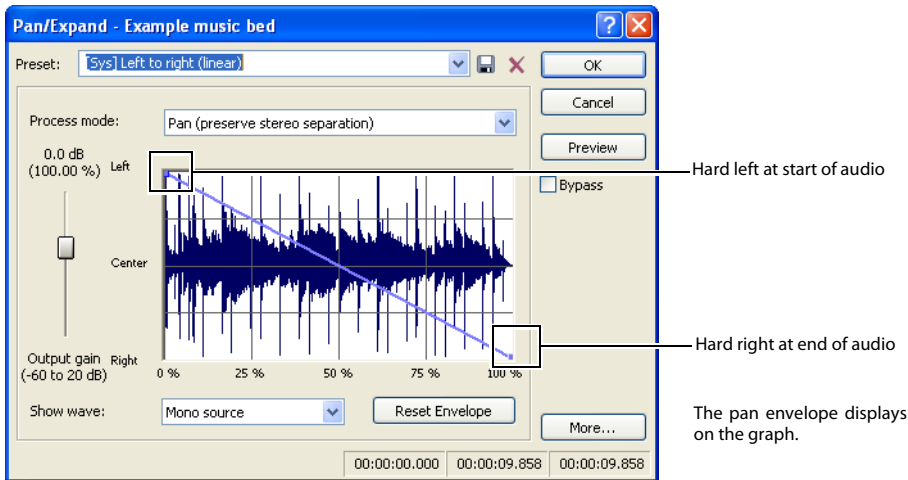 Pan/Expand - Example music bed
Preset:
[Sys] Left to right (linear)
OK
Cancel
Process mode:
Pan (preserve stereo separation)
Preview
0.0 dB
(100.00 %)
Left
Hard left at start of audio
Bypass
Center
Hard right at end of audio
Output gain
(-60 to 20 dB)
Right
0 %
25 %
50 %
75 %
100 %
Show wave:
Mono source
Reset Envelope
The pan envelope displays
on the graph.
More...
00:00:00.000
00:00:09.858
00:00:09.858